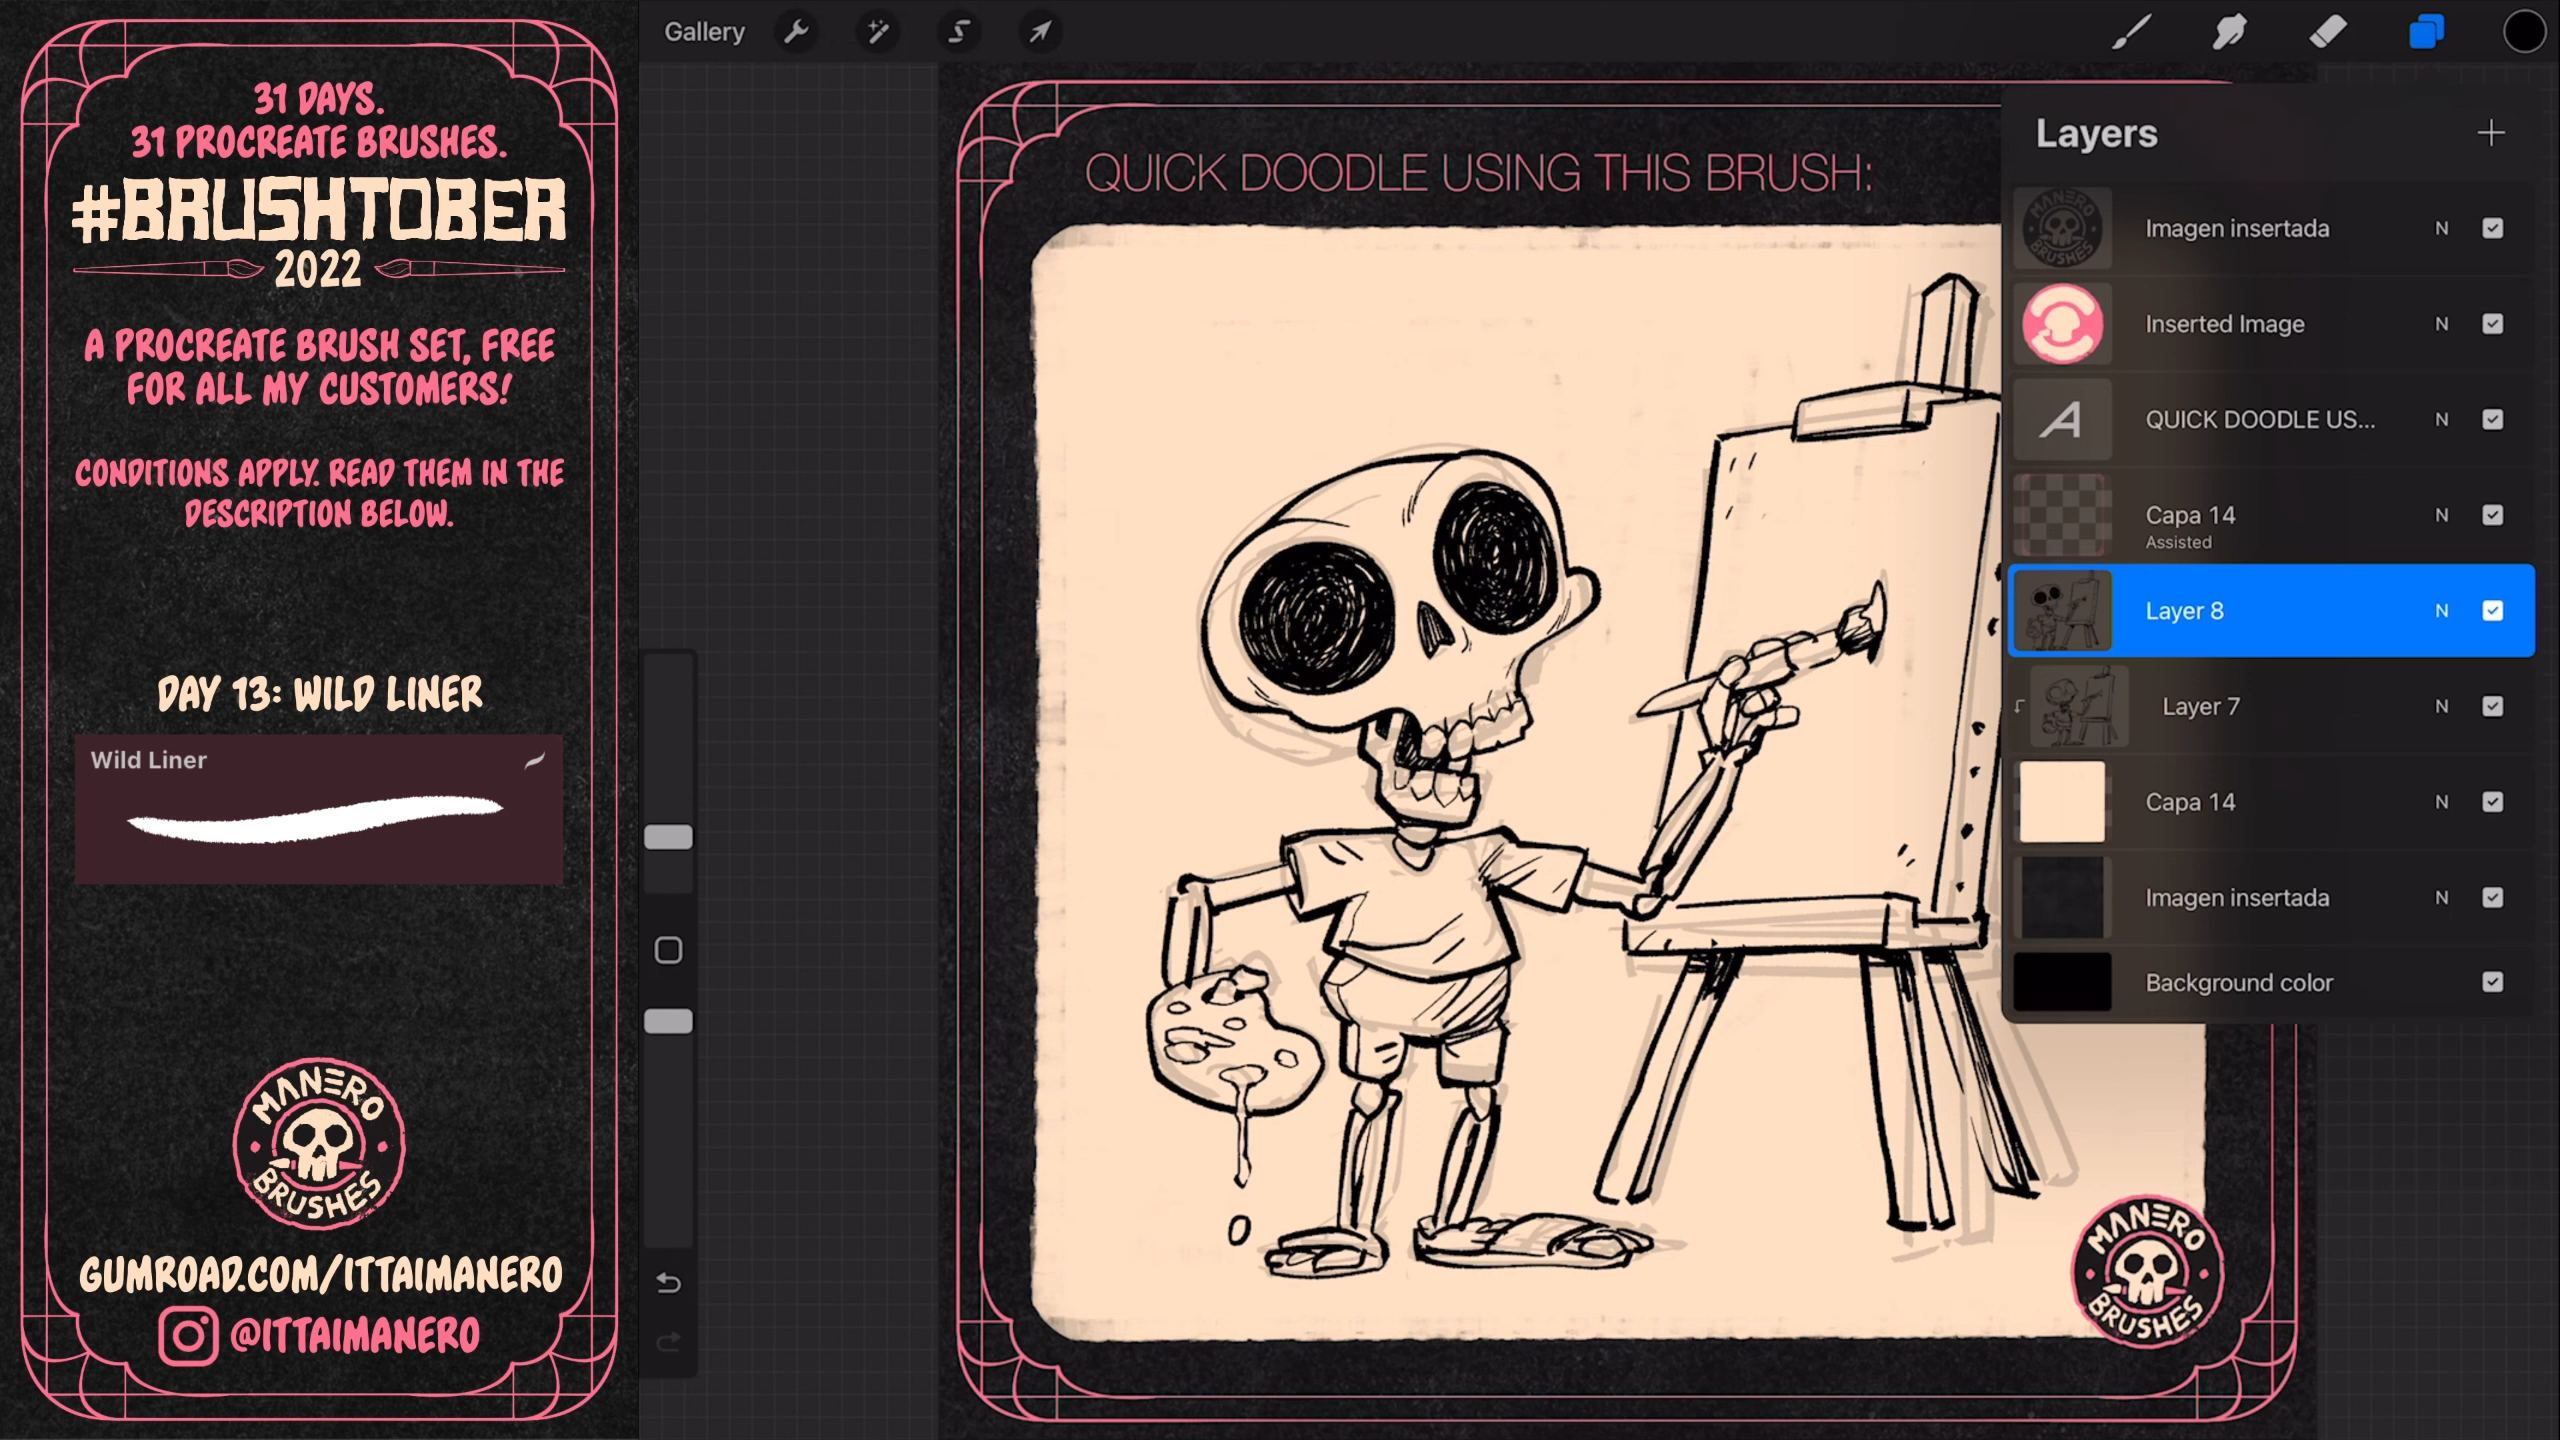 31 DAYS.
31 PROCREATE BRUSHES.
#BRUSHTOBER
2022
A PROCREATE BRUSH SET, FREE
FOR ALL MY CUSTOMERS!
CONDITIONS APPLY. READ THEM IN THE
DESCRIPTION BELOW.
DAY 13: WILD LINER
Wild Liner
MANERO
BRUSHES
GUMROAD.COM/ITTAIMANERO
@ITTAIMANERO
Gallery
QUICK DOODLE USING THIS BRUSH:
MANERO
BRUSHES
Layers
MANERO
BRUSHES
Imagen insertada N
Inserted Image N
A
QUICK DOODLE US... N
Capa 14 N
Assisted
Layer 8 N
Layer 7 N
Capa 14 N
Imagen insertada N
Background color